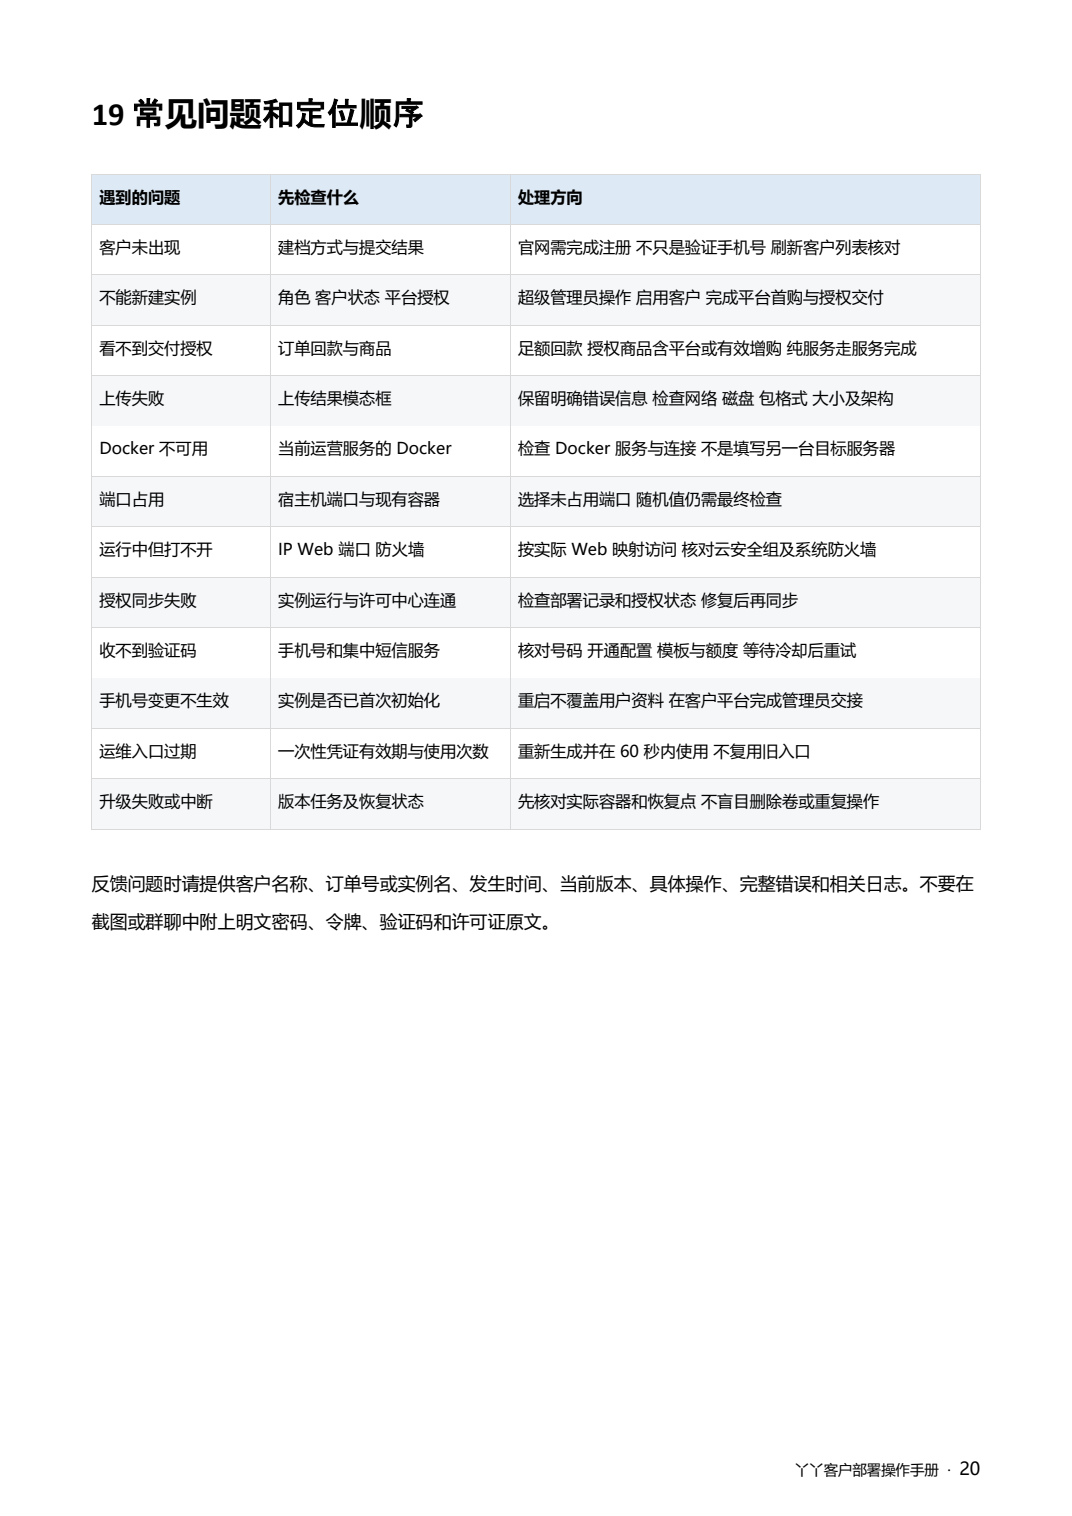 19 常见问题和定位顺序
遇到的问题 先检查什么 处理方向
客户未出现 建档方式与提交结果 官网需完成注册 不只是验证手机号 刷新客户列表核对
不能新建实例 角色 客户状态 平台授权 超级管理员操作 启用客户 完成平台首购与授权交付
看不到交付授权 订单回款与商品 足额回款 授权商品含平台或有效增购 纯服务走服务完成
上传失败 上传结果模态框 保留明确错误信息 检查网络 磁盘 包格式 大小及架构
Docker 不可用 当前运营服务的 Docker 检查 Docker 服务与连接 不是填写另一台目标服务器
端口占用 宿主机端口与现有容器 选择未占用端口 随机值仍需最终检查
运行中但打不开 IP Web 端口 防火墙 按实际 Web 映射访问 核对云安全组及系统防火墙
授权同步失败 实例运行与许可中心连通 检查部署记录和授权状态 修复后再同步
收不到验证码 手机号和集中短信服务 核对号码 开通配置 模板与额度 等待冷却后重试
手机号变更不生效 实例是否已首次初始化 重启不覆盖用户资料 在客户平台完成管理员交接
运维入口过期 一次性凭证有效期与使用次数 重新生成并在 60 秒内使用 不复用旧入口
升级失败或中断 版本任务及恢复状态 先核对实际容器和恢复点 不盲目删除卷或重复操作
反馈问题时请提供客户名称、订单号或实例名、发生时间、当前版本、具体操作、完整错误和相关日志。不要在
截图或群聊中附上明文密码、令牌、验证码和许可证原文。
丫丫客户部署操作手册 · 20